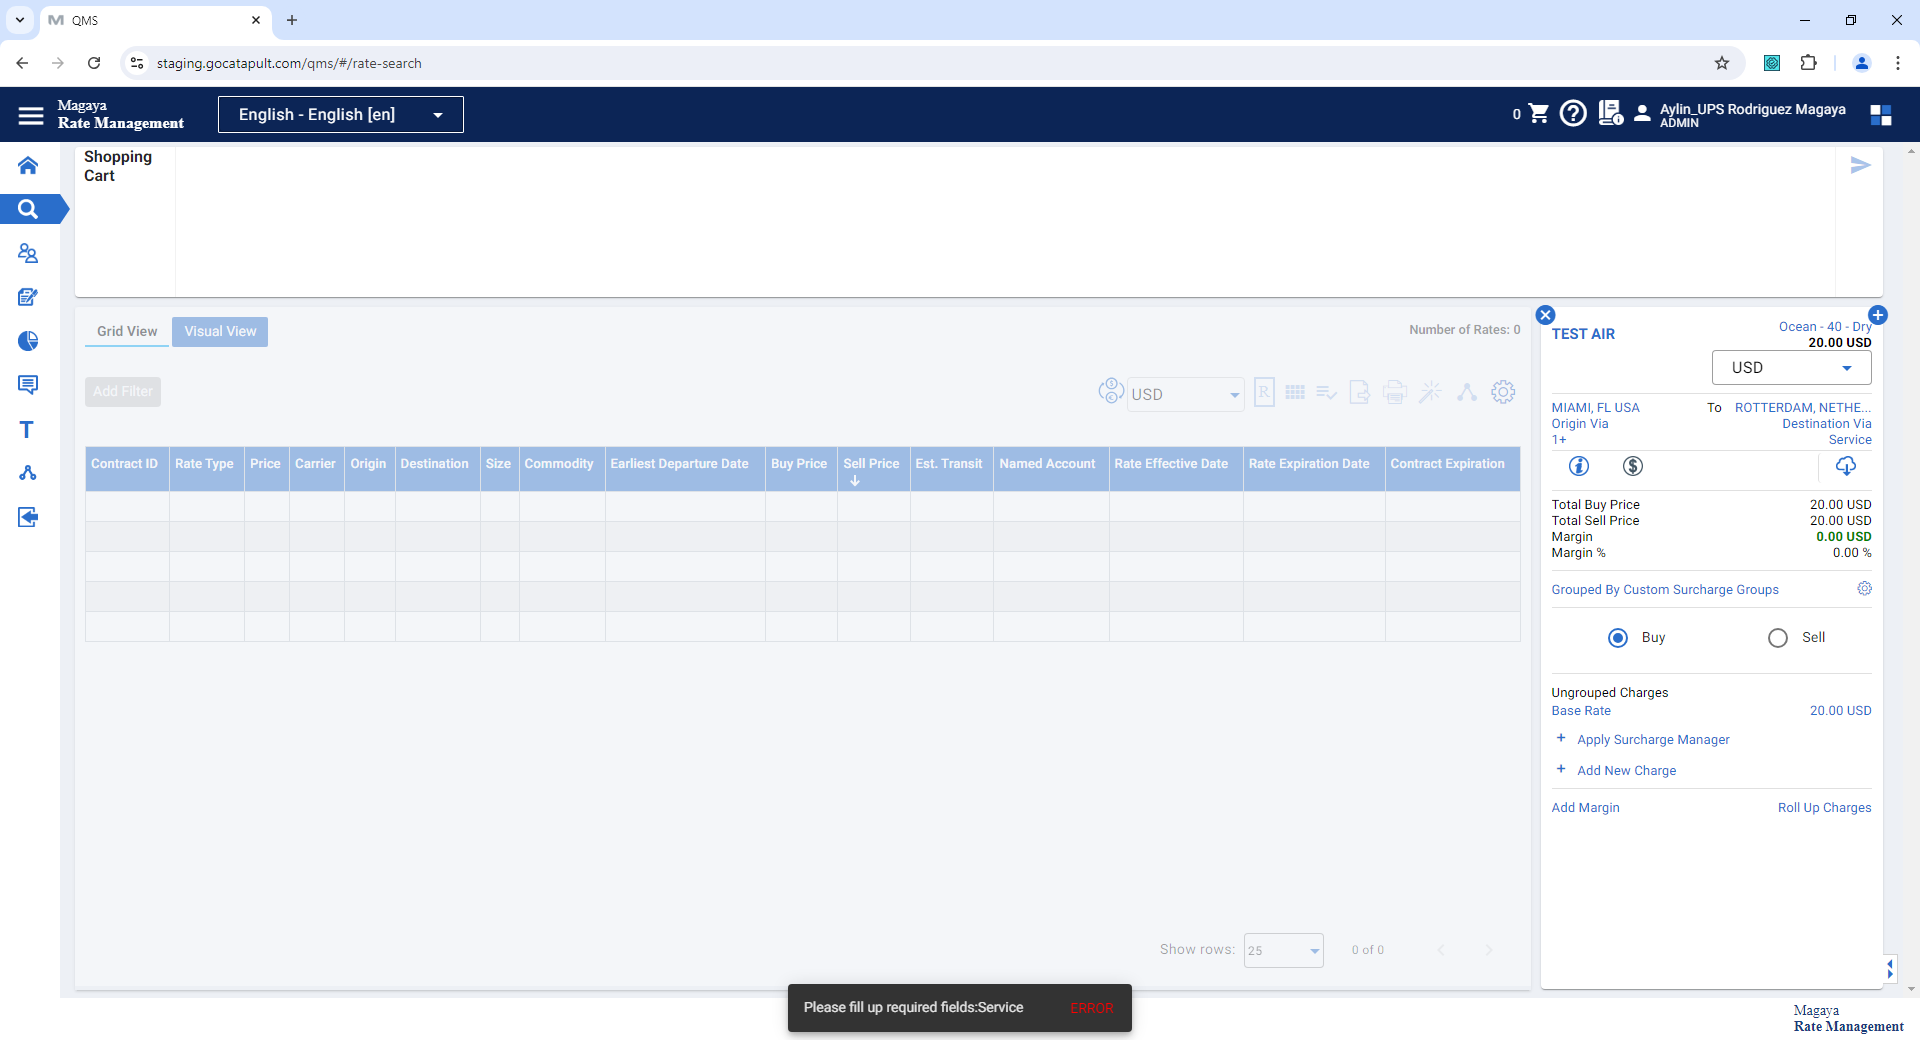 QMS
staging.gocatapult.com/qms/#/rate-search
Magaya
Rate Management
English - English [en]
0
Aylin_UPS Rodriguez Magaya
ADMIN
Shopping
Cart
Grid View
Visual View
Number of Rates: 0
Add Filter
USD
R
Contract ID
Rate Type
Price
Carrier
Origin
Destination
Size
Commodity
Earliest Departure Date
Buy Price
Sell Price
Est. Transit
Named Account
Rate Effective Date
Rate Expiration Date
Contract Expiration
Show rows:
25
0 of 0
TEST AIR
Ocean - 40 - Dry
20.00 USD
USD
MIAMI, FL USA
To
ROTTERDAM, NETHE...
Origin Via
Destination Via
1+
Service
Total Buy Price
20.00 USD
Total Sell Price
20.00 USD
Margin
0.00 USD
Margin %
0.00 %
Grouped By Custom Surcharge Groups
Buy
Sell
Ungrouped Charges
Base Rate
20.00 USD
+ Apply Surcharge Manager
+ Add New Charge
Add Margin
Roll Up Charges
Please fill up required fields:Service
ERROR
Magaya
Rate Management